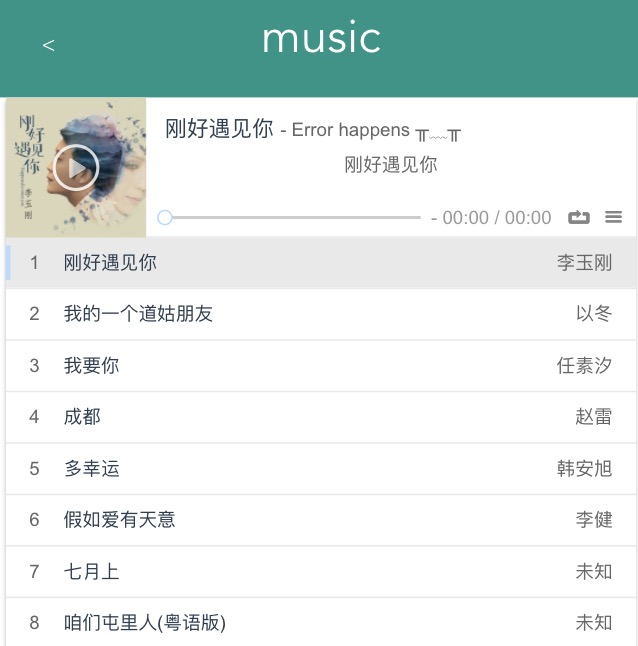 <
music
刚好遇见你 - Error happens ╥﹏╥
刚好遇见你
- 00:00 / 00:00
刚好
遇见
你
李玉刚
1 刚好遇见你 李玉刚
2 我的一个道姑朋友 以冬
3 我要你 任素汐
4 成都 赵雷
5 多幸运 韩安旭
6 假如爱有天意 李健
7 七月上 未知
8 咱们屯里人(粤语版) 未知